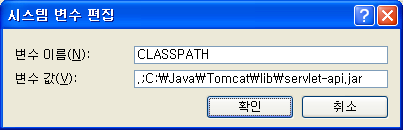 시스템 변수 편집
변수 이름(N): CLASSPATH
변수 값(V): .;C:₩Java₩Tomcat₩lib₩servlet-api.jar
확인 취소